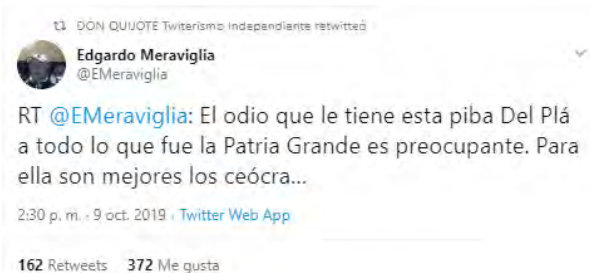 DON QUIJOTE Twiterismo Independiente retwitteó
Edgardo Meraviglia
@EMeraviglia
RT @EMeraviglia: El odio que le tiene esta piba Del Plá
a todo lo que fue la Patria Grande es preocupante. Para
ella son mejores los ceócra...
2:30 p. m. · 9 oct. 2019 · Twitter Web App
162 Retweets 372 Me gusta